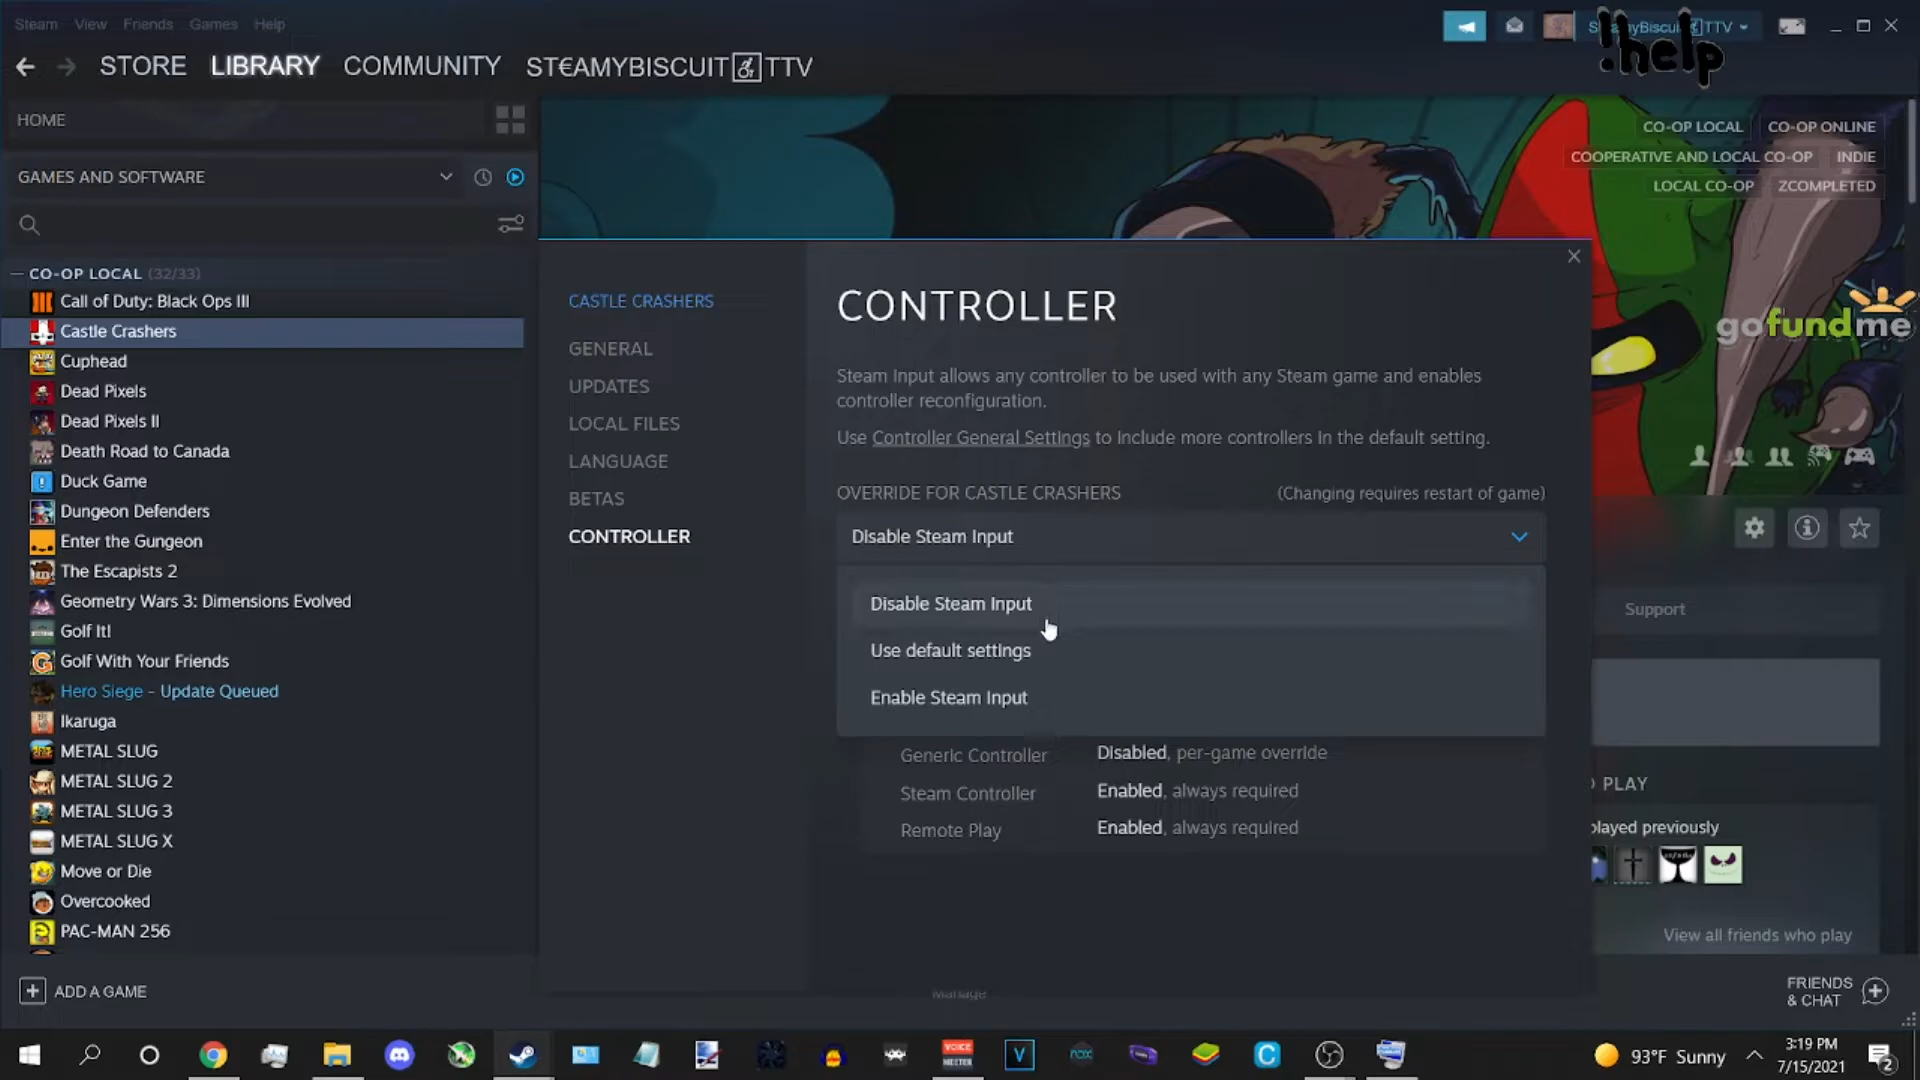 Steam View Friends Games Help
St€amyBiscuit TTV
!help
STORE LIBRARY COMMUNITY ST€AMYBISCUIT TTV
HOME
GAMES AND SOFTWARE
CO-OP LOCAL (32/33)
Call of Duty: Black Ops III
Castle Crashers
Cuphead
Dead Pixels
Dead Pixels II
Death Road to Canada
Duck Game
Dungeon Defenders
Enter the Gungeon
The Escapists 2
Geometry Wars 3: Dimensions Evolved
Golf It!
Golf With Your Friends
Hero Siege - Update Queued
Ikaruga
METAL SLUG
METAL SLUG 2
METAL SLUG 3
METAL SLUG X
Move or Die
Overcooked
PAC-MAN 256
ADD A GAME
CO-OP LOCAL CO-OP ONLINE
COOPERATIVE AND LOCAL CO-OP INDIE
LOCAL CO-OP ZCOMPLETED
gofundme
CASTLE CRASHERS
GENERAL
UPDATES
LOCAL FILES
LANGUAGE
BETAS
CONTROLLER
CONTROLLER
Steam Input allows any controller to be used with any Steam game and enables
controller reconfiguration.
Use Controller General Settings to include more controllers in the default setting.
OVERRIDE FOR CASTLE CRASHERS (Changing requires restart of game)
Disable Steam Input
Disable Steam Input
Use default settings
Enable Steam Input
Generic Controller Disabled, per-game override
Steam Controller Enabled, always required
Remote Play Enabled, always required
Manage
Support
PLAY
played previously
View all friends who play
FRIENDS
& CHAT
VOICE
MEETER
V
nox
C
93°F Sunny
3:19 PM
7/15/2021
2